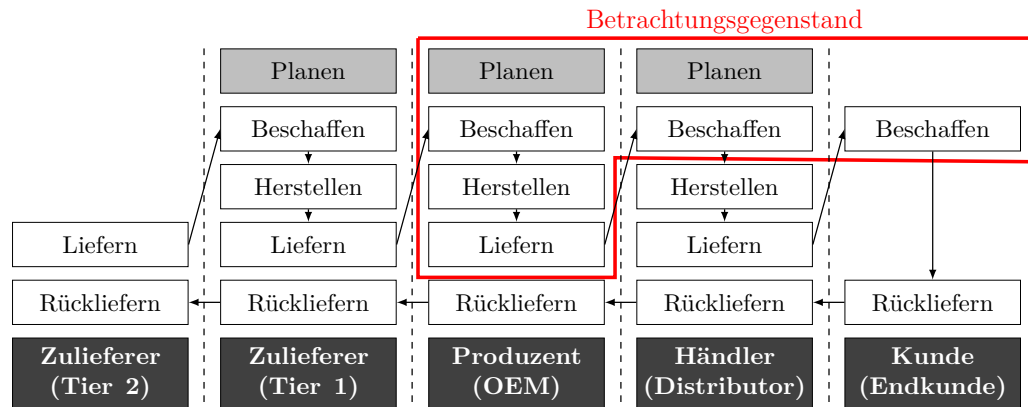 Betrachtungsgegenstand
Planen Planen Planen
Beschaffen Beschaffen Beschaffen Beschaffen
Herstellen Herstellen Herstellen
Liefern Liefern Liefern Liefern
Rückliefern Rückliefern Rückliefern Rückliefern Rückliefern
Zulieferer Zulieferer Produzent Händler Kunde
(Tier 2) (Tier 1) (OEM) (Distributor) (Endkunde)